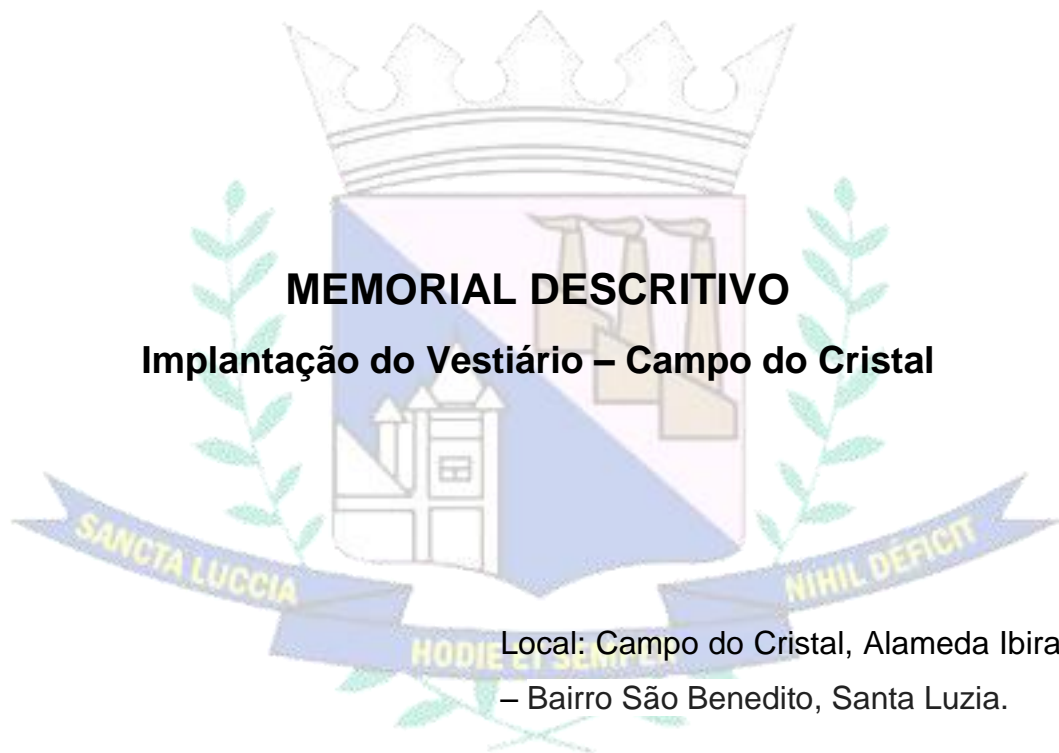 MEMORIAL DESCRITIVO
Implantação do Vestiário – Campo do Cristal
SANCTA LUCCIA
NIHIL DÉFICIT
HODIE ET SEMPER
Local: Campo do Cristal, Alameda Ibira
– Bairro São Benedito, Santa Luzia.